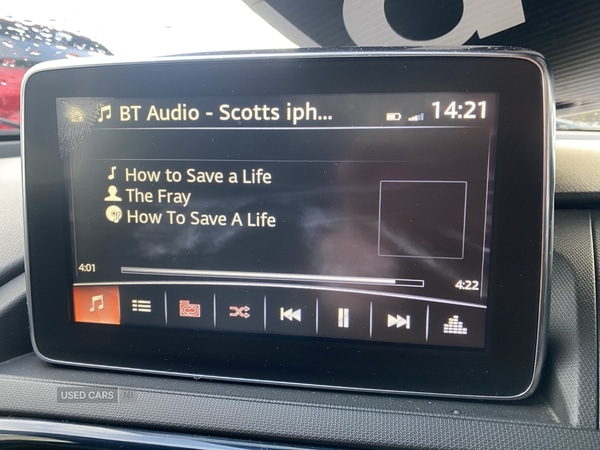 BT Audio - Scotts iph... 14:21
How to Save a Life
The Fray
How To Save A Life
4:01 4:22
USED CARS NI